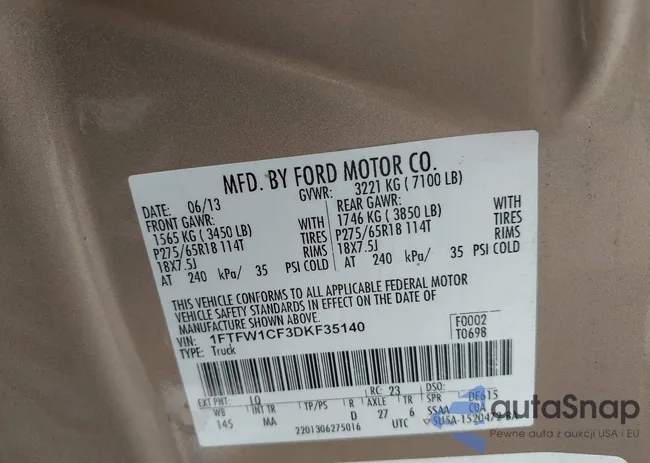 MFD. BY FORD MOTOR CO.
DATE: 06/13 GVWR: 3221 KG ( 7100 LB)
FRONT GAWR: REAR GAWR:
1565 KG ( 3450 LB) 1746 KG ( 3850 LB)
P275/65R18 114T TIRES P275/65R18 114T TIRES
18X7.5J RIMS 18X7.5J RIMS
AT 240 kPa/ 35 PSI COLD AT 240 kPa/ 35 PSI COLD
THIS VEHICLE CONFORMS TO ALL APPLICABLE FEDERAL MOTOR
VEHICLE SAFETY STANDARDS IN EFFECT ON THE DATE OF
MANUFACTURE SHOWN ABOVE.
VIN: 1FTFW1CF3DKF35140 F0002
TYPE: Truck T0698
EXT PNT: JQ RC: 23 DSO:
WB INT TR TP/PS R AXLE TR SPR DF615
145 MA D 27 6 5SAA
2201306275016 UTC
autaSnap
Pewne auta z aukcji USA i EU